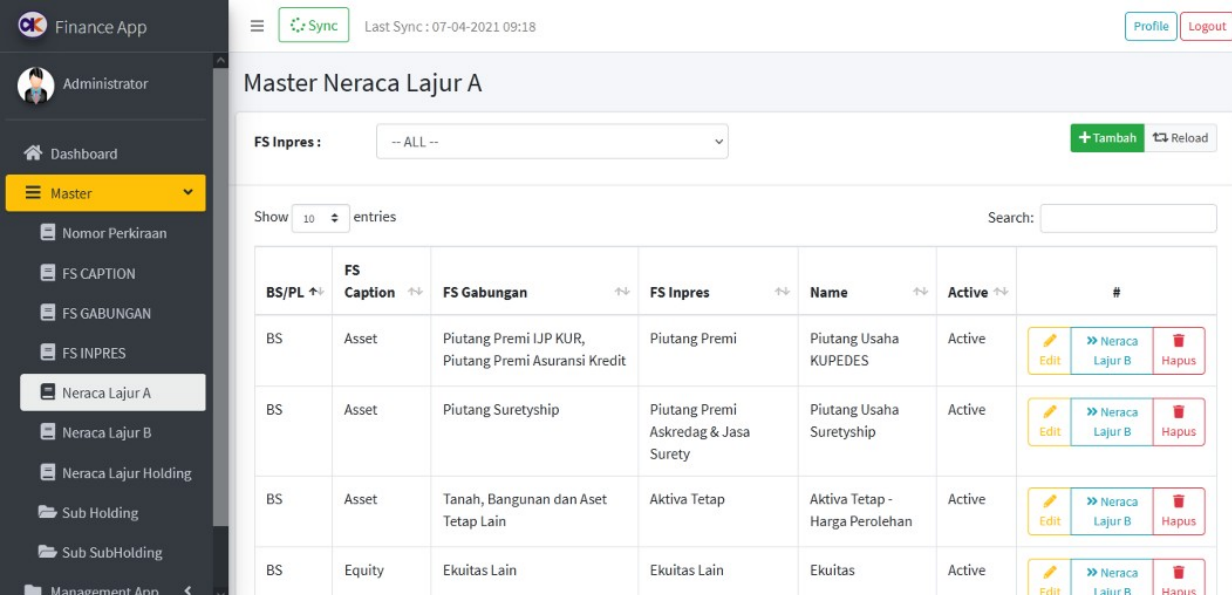 CK Finance App
Sync
Last Sync : 07-04-2021 09:18
Profile
Logout
Administrator
Dashboard
Master
Nomor Perkiraan
FS CAPTION
FS GABUNGAN
FS INPRES
Neraca Lajur A
Neraca Lajur B
Neraca Lajur Holding
Sub Holding
Sub SubHolding
Management App
Master Neraca Lajur A
FS Inpres :
-- ALL --
Tambah
Reload
Show 10 entries
Search:
BS/PL
FS
Caption
FS Gabungan
FS Inpres
Name
Active
#
BS
Asset
Piutang Premi IJP KUR,
Piutang Premi Asuransi Kredit
Piutang Premi
Piutang Usaha
KUPEDES
Active
Edit
Neraca
Lajur B
Hapus
BS
Asset
Piutang Suretyship
Piutang Premi
Askredag & Jasa
Surety
Piutang Usaha
Suretyship
Active
Edit
Neraca
Lajur B
Hapus
BS
Asset
Tanah, Bangunan dan Aset
Tetap Lain
Aktiva Tetap
Aktiva Tetap -
Harga Perolehan
Active
Edit
Neraca
Lajur B
Hapus
BS
Equity
Ekuitas Lain
Ekuitas Lain
Ekuitas
Active
Edit
Neraca
Lajur B
Hapus